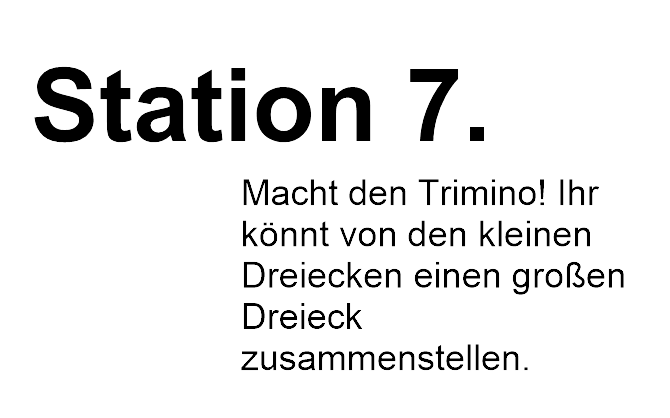 Station 7.
Macht den Trimino! Ihr
könnt von den kleinen
Dreiecken einen großen
Dreieck
zusammenstellen.